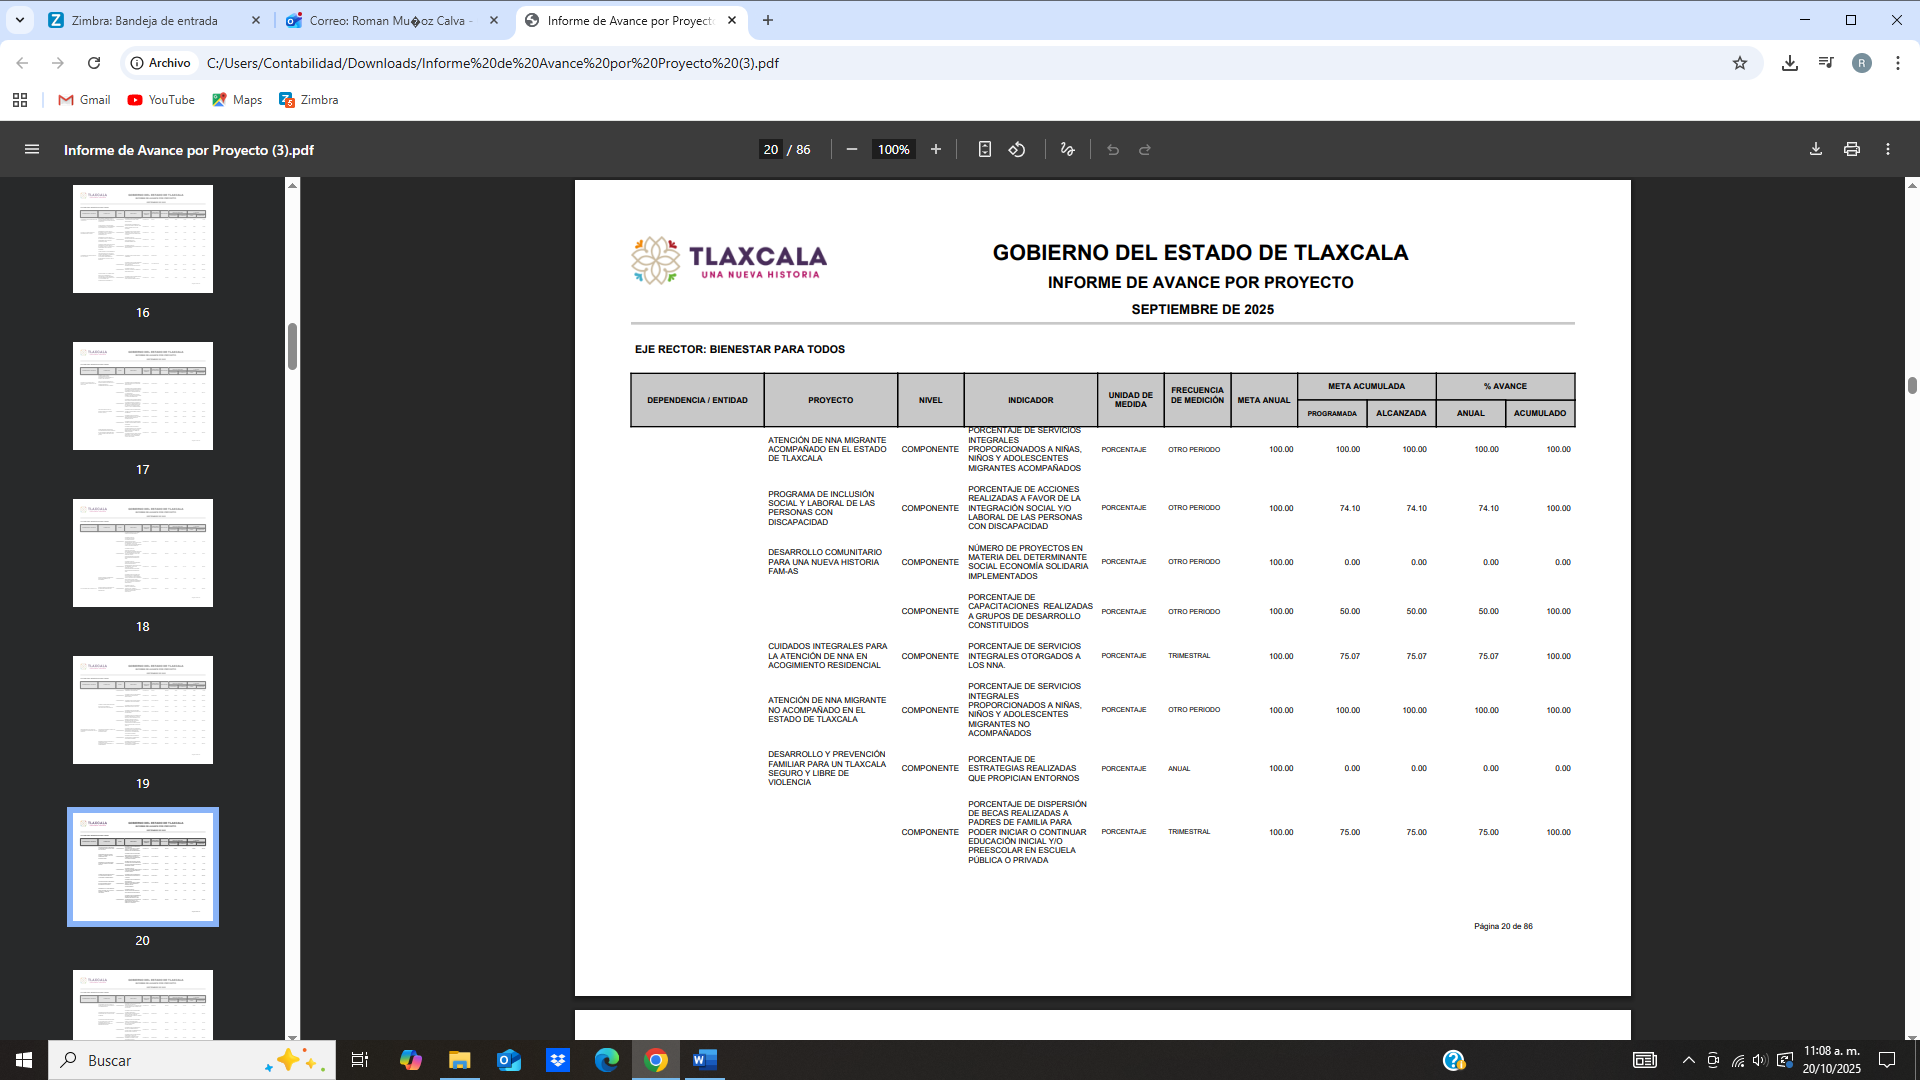 Zimbra: Bandeja de entrada
Correo: Roman Mu�oz Calva -
Informe de Avance por Proyecto
Archivo
C:/Users/Contabilidad/Downloads/Informe%20de%20Avance%20por%20Proyecto%20(3).pdf
R
Gmail
YouTube
Maps
Zimbra
Informe de Avance por Proyecto (3).pdf
20 / 86
100%
16
17
18
19
20
TLAXCALA
UNA NUEVA HISTORIA
GOBIERNO DEL ESTADO DE TLAXCALA
INFORME DE AVANCE POR PROYECTO
SEPTIEMBRE DE 2025
EJE RECTOR: BIENESTAR PARA TODOS
DEPENDENCIA / ENTIDAD
PROYECTO
NIVEL
INDICADOR
UNIDAD DE
MEDIDA
FRECUENCIA
DE MEDICIÓN
META ANUAL
META ACUMULADA
PROGRAMADA
ALCANZADA
% AVANCE
ANUAL
ACUMULADO
ATENCIÓN DE NNA MIGRANTE
ACOMPAÑADO EN EL ESTADO
DE TLAXCALA
COMPONENTE
PORCENTAJE DE SERVICIOS
INTEGRALES
PROPORCIONADOS A NIÑAS,
NIÑOS Y ADOLESCENTES
MIGRANTES ACOMPAÑADOS
PORCENTAJE
OTRO PERIODO
100.00
100.00
100.00
100.00
100.00
PROGRAMA DE INCLUSIÓN
SOCIAL Y LABORAL DE LAS
PERSONAS CON
DISCAPACIDAD
COMPONENTE
PORCENTAJE DE ACCIONES
REALIZADAS A FAVOR DE LA
INTEGRACIÓN SOCIAL Y/O
LABORAL DE LAS PERSONAS
CON DISCAPACIDAD
PORCENTAJE
OTRO PERIODO
100.00
74.10
74.10
74.10
100.00
DESARROLLO COMUNITARIO
PARA UNA NUEVA HISTORIA
FAM-AS
COMPONENTE
NÚMERO DE PROYECTOS EN
MATERIA DEL DETERMINANTE
SOCIAL ECONOMÍA SOLIDARIA
IMPLEMENTADOS
PORCENTAJE
OTRO PERIODO
100.00
0.00
0.00
0.00
0.00
COMPONENTE
PORCENTAJE DE
CAPACITACIONES REALIZADAS
A GRUPOS DE DESARROLLO
CONSTITUIDOS
PORCENTAJE
OTRO PERIODO
100.00
50.00
50.00
50.00
100.00
CUIDADOS INTEGRALES PARA
LA ATENCIÓN DE NNA EN
ACOGIMIENTO RESIDENCIAL
COMPONENTE
PORCENTAJE DE SERVICIOS
INTEGRALES OTORGADOS A
LOS NNA.
PORCENTAJE
TRIMESTRAL
100.00
75.07
75.07
75.07
100.00
ATENCIÓN DE NNA MIGRANTE
NO ACOMPAÑADO EN EL
ESTADO DE TLAXCALA
COMPONENTE
PORCENTAJE DE SERVICIOS
INTEGRALES
PROPORCIONADOS A NIÑAS,
NIÑOS Y ADOLESCENTES
MIGRANTES NO
ACOMPAÑADOS
PORCENTAJE
OTRO PERIODO
100.00
100.00
100.00
100.00
100.00
DESARROLLO Y PREVENCIÓN
FAMILIAR PARA UN TLAXCALA
SEGURO Y LIBRE DE
VIOLENCIA
COMPONENTE
PORCENTAJE DE
ESTRATEGIAS REALIZADAS
QUE PROPICIAN ENTORNOS
PORCENTAJE
ANUAL
100.00
0.00
0.00
0.00
0.00
COMPONENTE
PORCENTAJE DE DISPERSIÓN
DE BECAS REALIZADAS A
PADRES DE FAMILIA PARA
PODER INICIAR O CONTINUAR
EDUCACIÓN INICIAL Y/O
PREESCOLAR EN ESCUELA
PÚBLICA O PRIVADA
PORCENTAJE
TRIMESTRAL
100.00
75.00
75.00
75.00
100.00
Página 20 de 86
Buscar
11:08 a. m.
20/10/2025